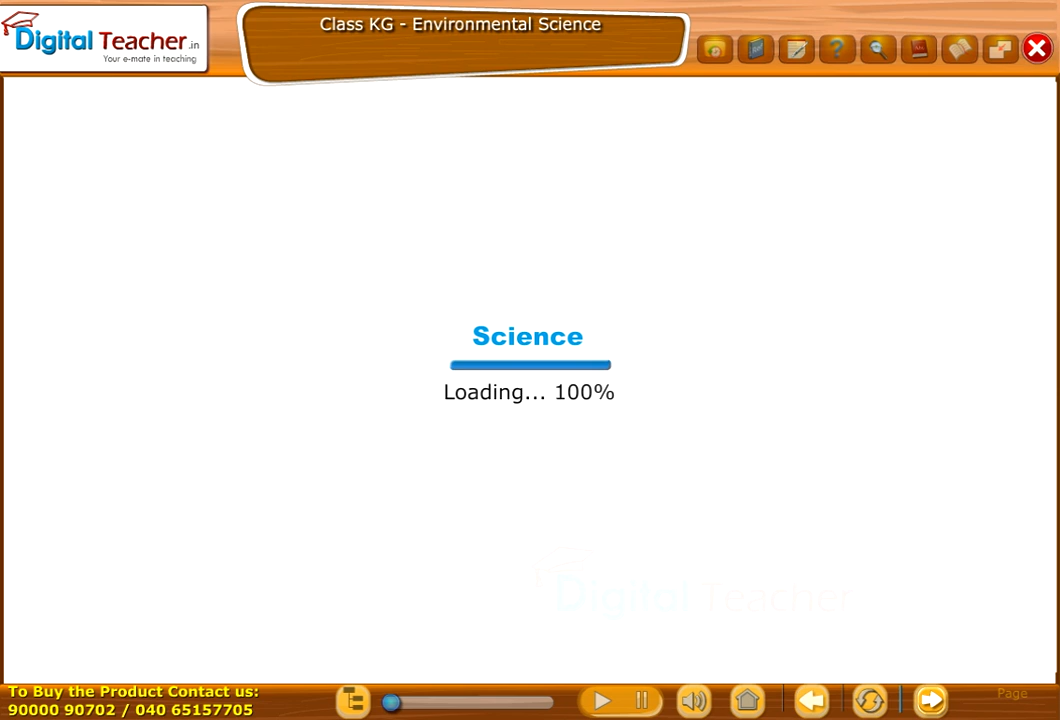 Digital Teacher.in
Your e-mate in teaching
Class KG - Environmental Science
Science
Loading... 100%
Digital Teacher
To Buy the Product Contact us:
90000 90702 / 040 65157705
Page